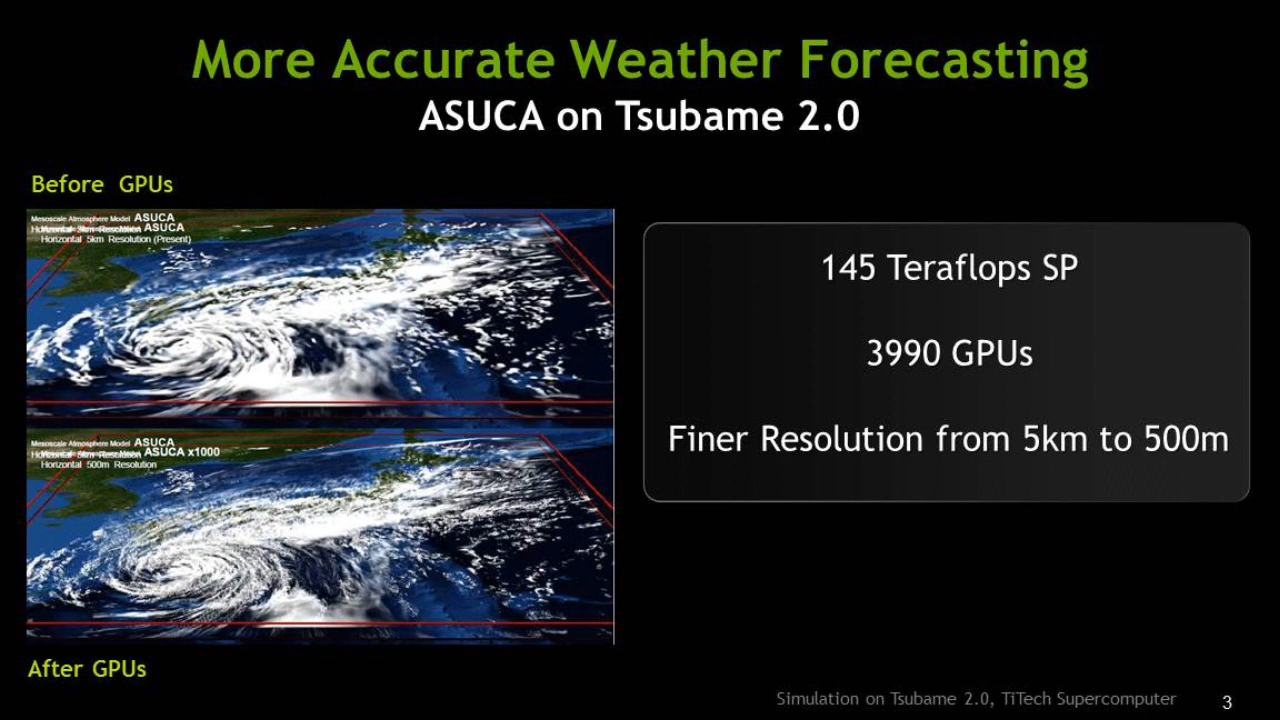 More Accurate Weather Forecasting
ASUCA on Tsubame 2.0
Before GPUs
Mesoscale Atmosphere Model ASUCA
ASUCA
Horizontal 5km Resolution (Present)
145 Teraflops SP
3990 GPUs
Finer Resolution from 5km to 500m
Mesoscale Atmosphere Model ASUCA
ASUCA x1000
Horizontal 500m Resolution
After GPUs
Simulation on Tsubame 2.0, TiTech Supercomputer
3